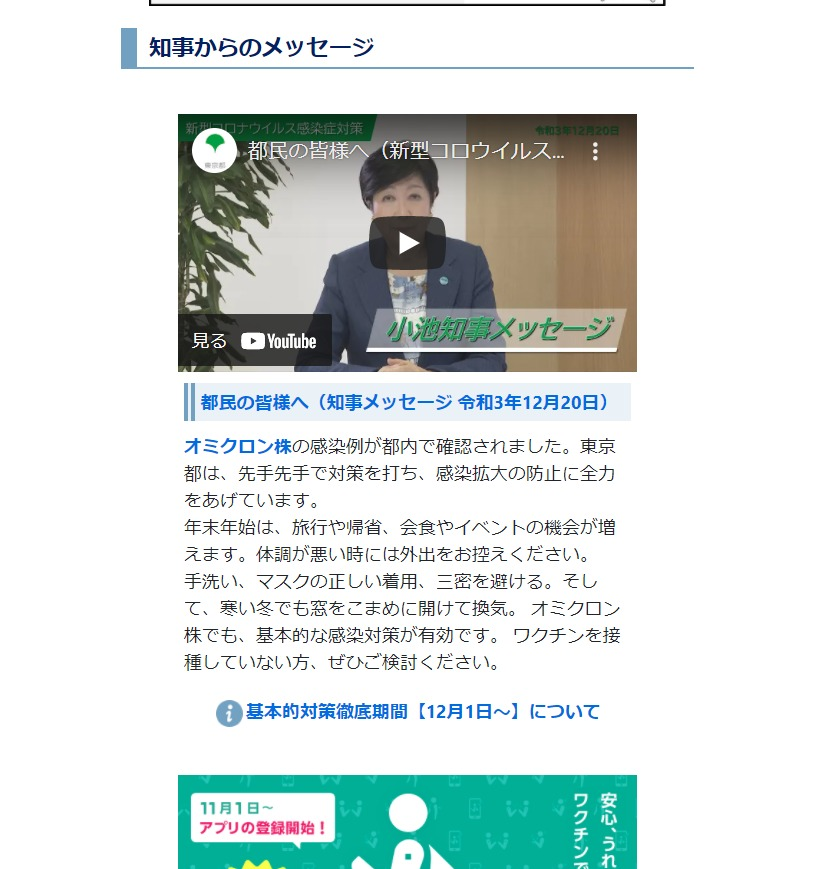 知事からのメッセージ
新型コロナウイルス感染症対策
令和3年12月20日
東京都
都民の皆様へ（新型コロウイルス...
小池知事メッセージ
見る YouTube
都民の皆様へ（知事メッセージ 令和3年12月20日）
オミクロン株の感染例が都内で確認されました。東京
都は、先手先手で対策を打ち、感染拡大の防止に全力
をあげています。
年末年始は、旅行や帰省、会食やイベントの機会が増
えます。体調が悪い時には外出をお控えください。
手洗い、マスクの正しい着用、三密を避ける。そし
て、寒い冬でも窓をこまめに開けて換気。 オミクロン
株でも、基本的な感染対策が有効です。 ワクチンを接
種していない方、ぜひご検討ください。
基本的対策徹底期間【12月1日～】について
11月1日～
アプリの登録開始！
安心、うれ
ワクチンで